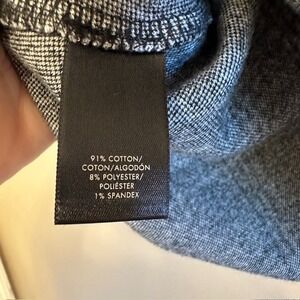 91% COTTON/
COTON/ALGODÓN
8% POLYESTER/
POLIÉSTER
1% SPANDEX